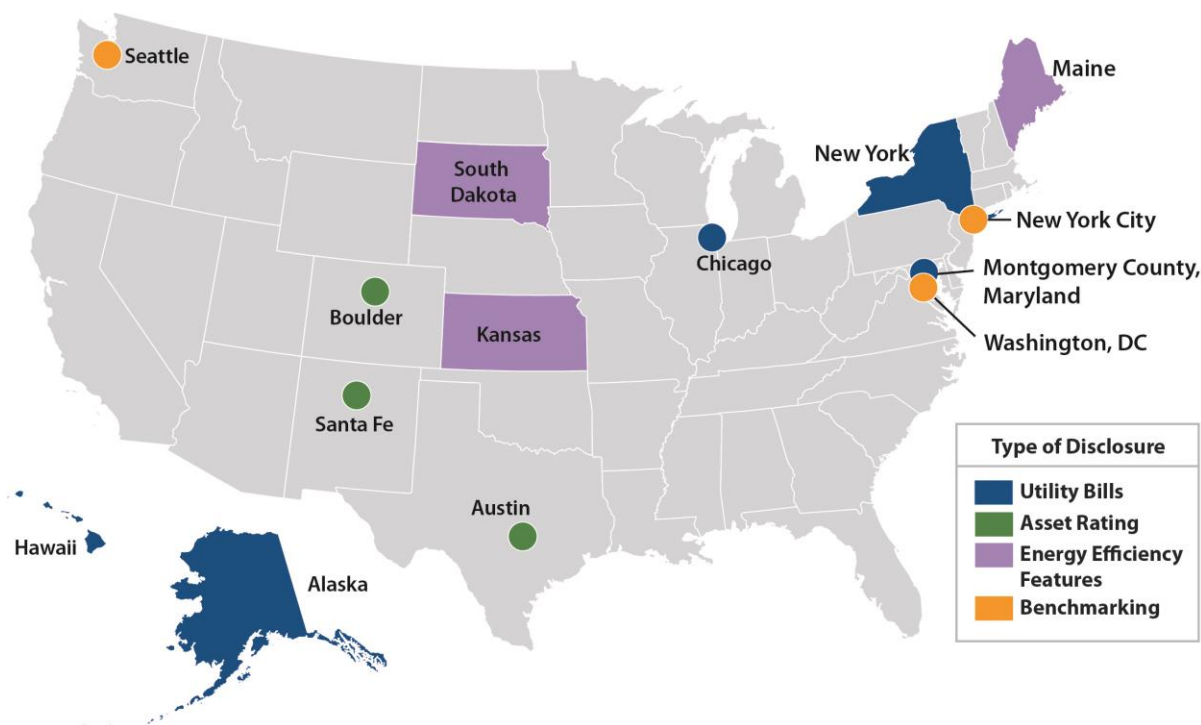 Seattle
Maine
South
Dakota
New York
New York City
Chicago
Montgomery County,
Maryland
Boulder
Kansas
Washington, DC
Santa Fe
Austin
Hawaii
Alaska
Type of Disclosure
Utility Bills
Asset Rating
Energy Efficiency
Features
Benchmarking